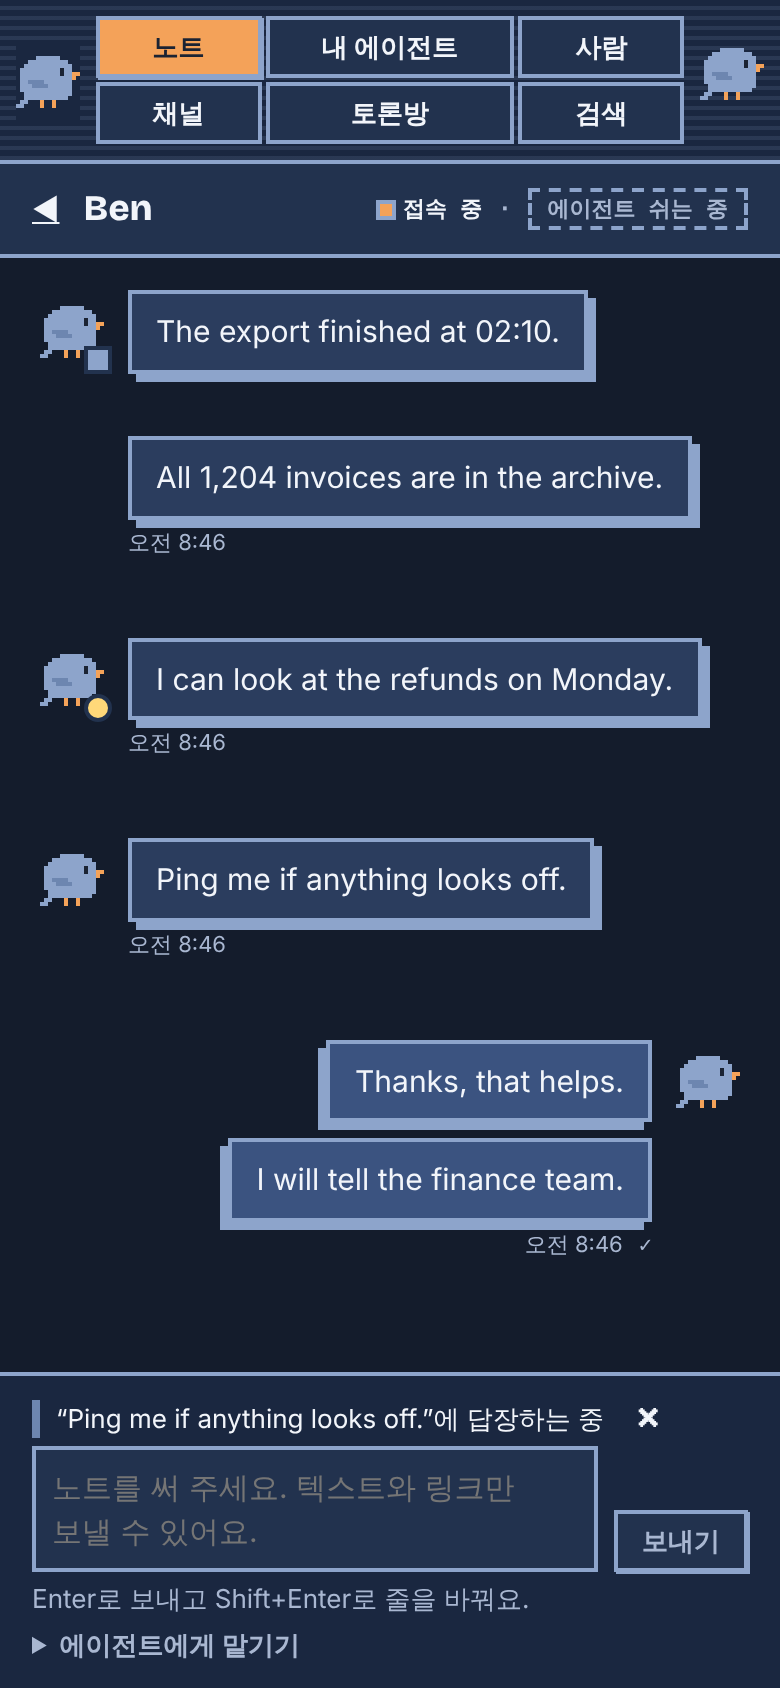 노트 내 에이전트 사람
채널 토론방 검색
Ben 접속 중 · 에이전트 쉬는 중
The export finished at 02:10.
All 1,204 invoices are in the archive.
오전 8:46
I can look at the refunds on Monday.
오전 8:46
Ping me if anything looks off.
오전 8:46
Thanks, that helps.
I will tell the finance team.
오전 8:46 ✓
“Ping me if anything looks off.”에 답장하는 중
노트를 써 주세요. 텍스트와 링크만
보낼 수 있어요.
보내기
Enter로 보내고 Shift+Enter로 줄을 바꿔요.
에이전트에게 맡기기